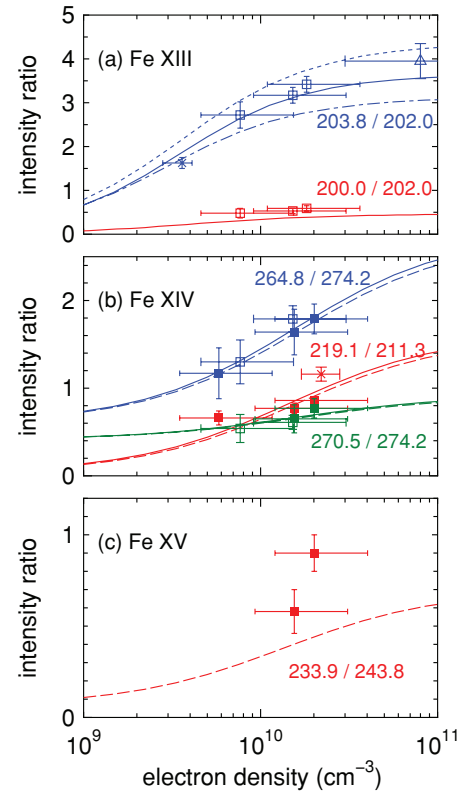 5
4
3
2
1
0
intensity ratio
(a) Fe XIII
203.8 / 202.0
200.0 / 202.0
2
1
0
intensity ratio
(b) Fe XIV
264.8 / 274.2
219.1 / 211.3
270.5 / 274.2
1
0
intensity ratio
(c) Fe XV
233.9 / 243.8
10⁹ 10¹⁰ 10¹¹
electron density (cm⁻³)